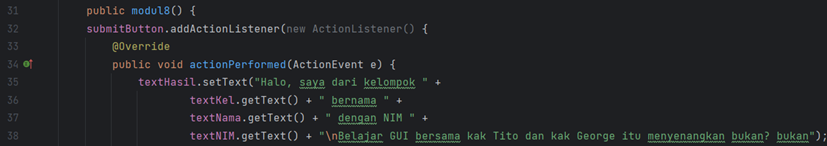 31 public modul8() {
32 submitButton.addActionListener(new ActionListener() {
33 @Override
34 public void actionPerformed(ActionEvent e) {
35 textHasil.setText("Halo, saya dari kelompok " +
36 textKel.getText() + " bernama " +
37 textNama.getText() + " dengan NIM " +
38 textNIM.getText() + "\nBelajar GUI bersama kak Tito dan kak George itu menyenangkan bukan? bukan");